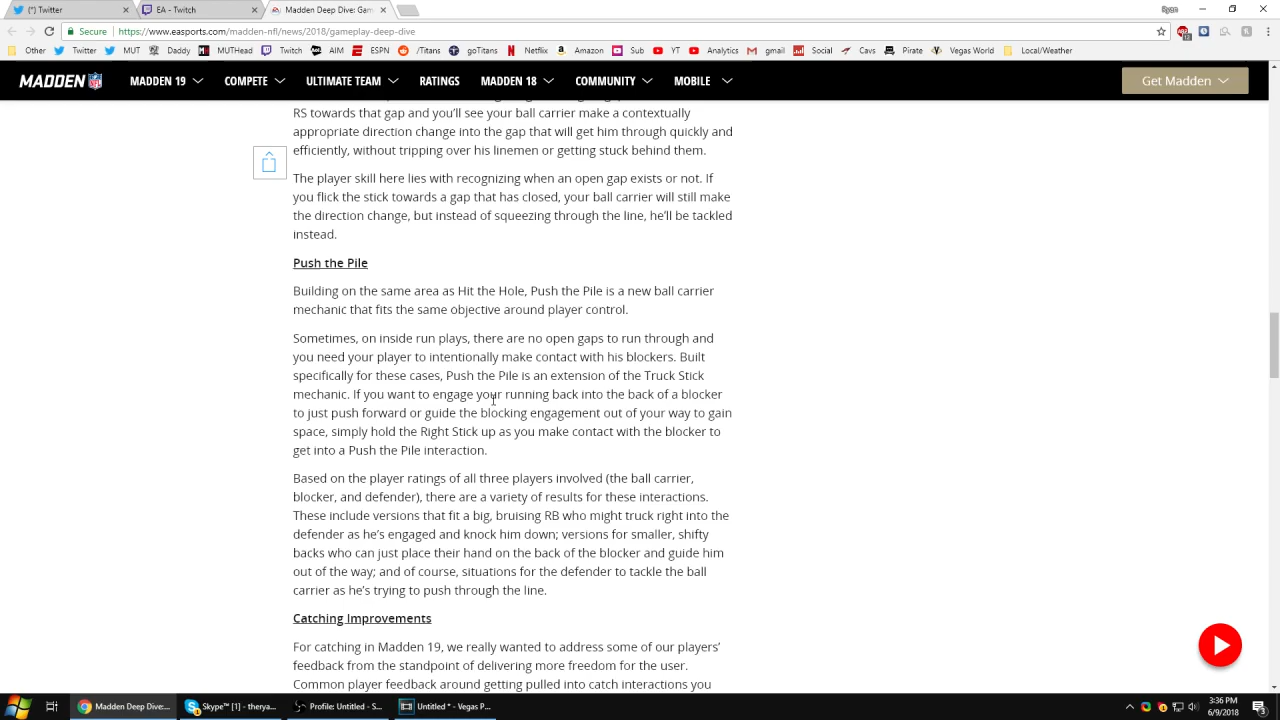 (*) Twitter
EA - Twitch
Madden Deep Dive: Gam
Ryan
Secure
https://www.easports.com/madden-nfl/news/2018/gameplay-deep-dive
Other
Twitter
MUT
Daddy
MUTHead
Twitch
AIM
ESPN
/Titans
goTitans
Netflix
Amazon
Sub
YT
Analytics
gmail
Social
Cavs
Pirate
Vegas World
Local/Weather
MADDEN NFL
MADDEN 19
COMPETE
ULTIMATE TEAM
RATINGS
MADDEN 18
COMMUNITY
MOBILE
Get Madden
RS towards that gap and you'll see your ball carrier make a contextually
appropriate direction change into the gap that will get him through quickly and
efficiently, without tripping over his linemen or getting stuck behind them.
The player skill here lies with recognizing when an open gap exists or not. If
you flick the stick towards a gap that has closed, your ball carrier will still make
the direction change, but instead of squeezing through the line, he'll be tackled
instead.
Push the Pile
Building on the same area as Hit the Hole, Push the Pile is a new ball carrier
mechanic that fits the same objective around player control.
Sometimes, on inside run plays, there are no open gaps to run through and
you need your player to intentionally make contact with his blockers. Built
specifically for these cases, Push the Pile is an extension of the Truck Stick
mechanic. If you want to engage your running back into the back of a blocker
to just push forward or guide the blocking engagement out of your way to gain
space, simply hold the Right Stick up as you make contact with the blocker to
get into a Push the Pile interaction.
Based on the player ratings of all three players involved (the ball carrier,
blocker, and defender), there are a variety of results for these interactions.
These include versions that fit a big, bruising RB who might truck right into the
defender as he's engaged and knock him down; versions for smaller, shifty
backs who can just place their hand on the back of the blocker and guide him
out of the way; and of course, situations for the defender to tackle the ball
carrier as he's trying to push through the line.
Catching Improvements
For catching in Madden 19, we really wanted to address some of our players'
feedback from the standpoint of delivering more freedom for the user.
Common player feedback around getting pulled into catch interactions you
Madden Deep Dive:...
Skype™ [1] - therya...
Profile: Untitled - S...
Untitled * - Vegas P...
3:36 PM
6/9/2018